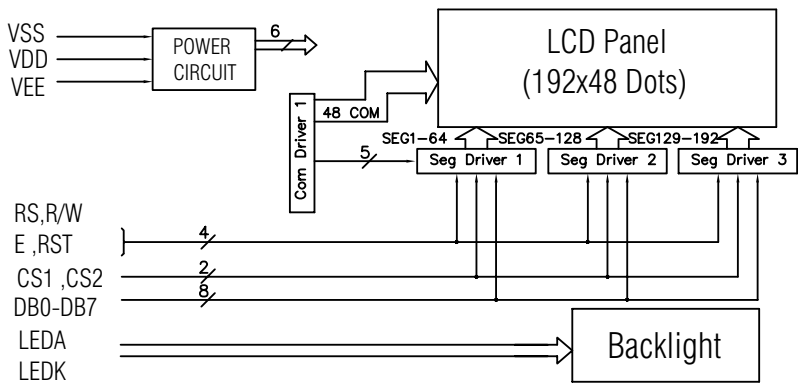 VSS
VDD
VEE
POWER
CIRCUIT
6
LCD Panel
(192x48 Dots)
Com Driver 1
48 COM
5
SEG1-64
SEG65-128
SEG129-192
Seg Driver 1
Seg Driver 2
Seg Driver 3
RS,R/W
E ,RST
4
CS1 ,CS2
2
DB0-DB7
8
LEDA
LEDK
Backlight